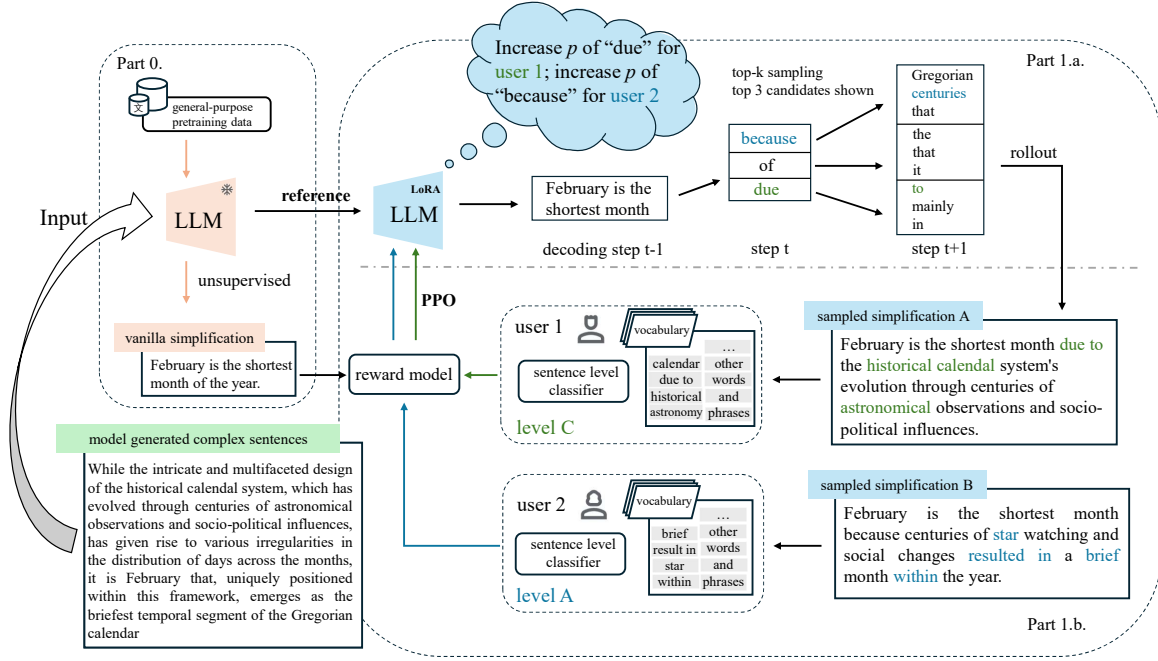 Part 0.
文
general-purpose
pretraining data
Input
LLM
unsupervised
vanilla simplification
February is the shortest
month of the year.
model generated complex sentences
While the intricate and multifaceted design
of the historical calendal system, which has
evolved through centuries of astronomical
observations and socio-political influences,
has given rise to various irregularities in
the distribution of days across the months,
it is February that, uniquely positioned
within this framework, emerges as the
briefest temporal segment of the Gregorian
calendar
reference
Increase p of “due” for
user 1; increase p of
“because” for user 2
Part 1.a.
LoRA
LLM
February is the
shortest month
decoding step t-1
top-k sampling
top 3 candidates shown
because
of
due
step t
Gregorian
centuries
that
the
that
it
to
mainly
in
step t+1
rollout
PPO
reward model
user 1
vocabulary
sentence level
classifier
…
calendar other
due to words
historical and
astronomy phrases
level C
sampled simplification A
February is the shortest month due to
the historical calendal system's
evolution through centuries of
astronomical observations and socio-
political influences.
user 2
vocabulary
sentence level
classifier
…
brief other
result in words
star and
within phrases
level A
sampled simplification B
February is the shortest month
because centuries of star watching and
social changes resulted in a brief
month within the year.
Part 1.b.